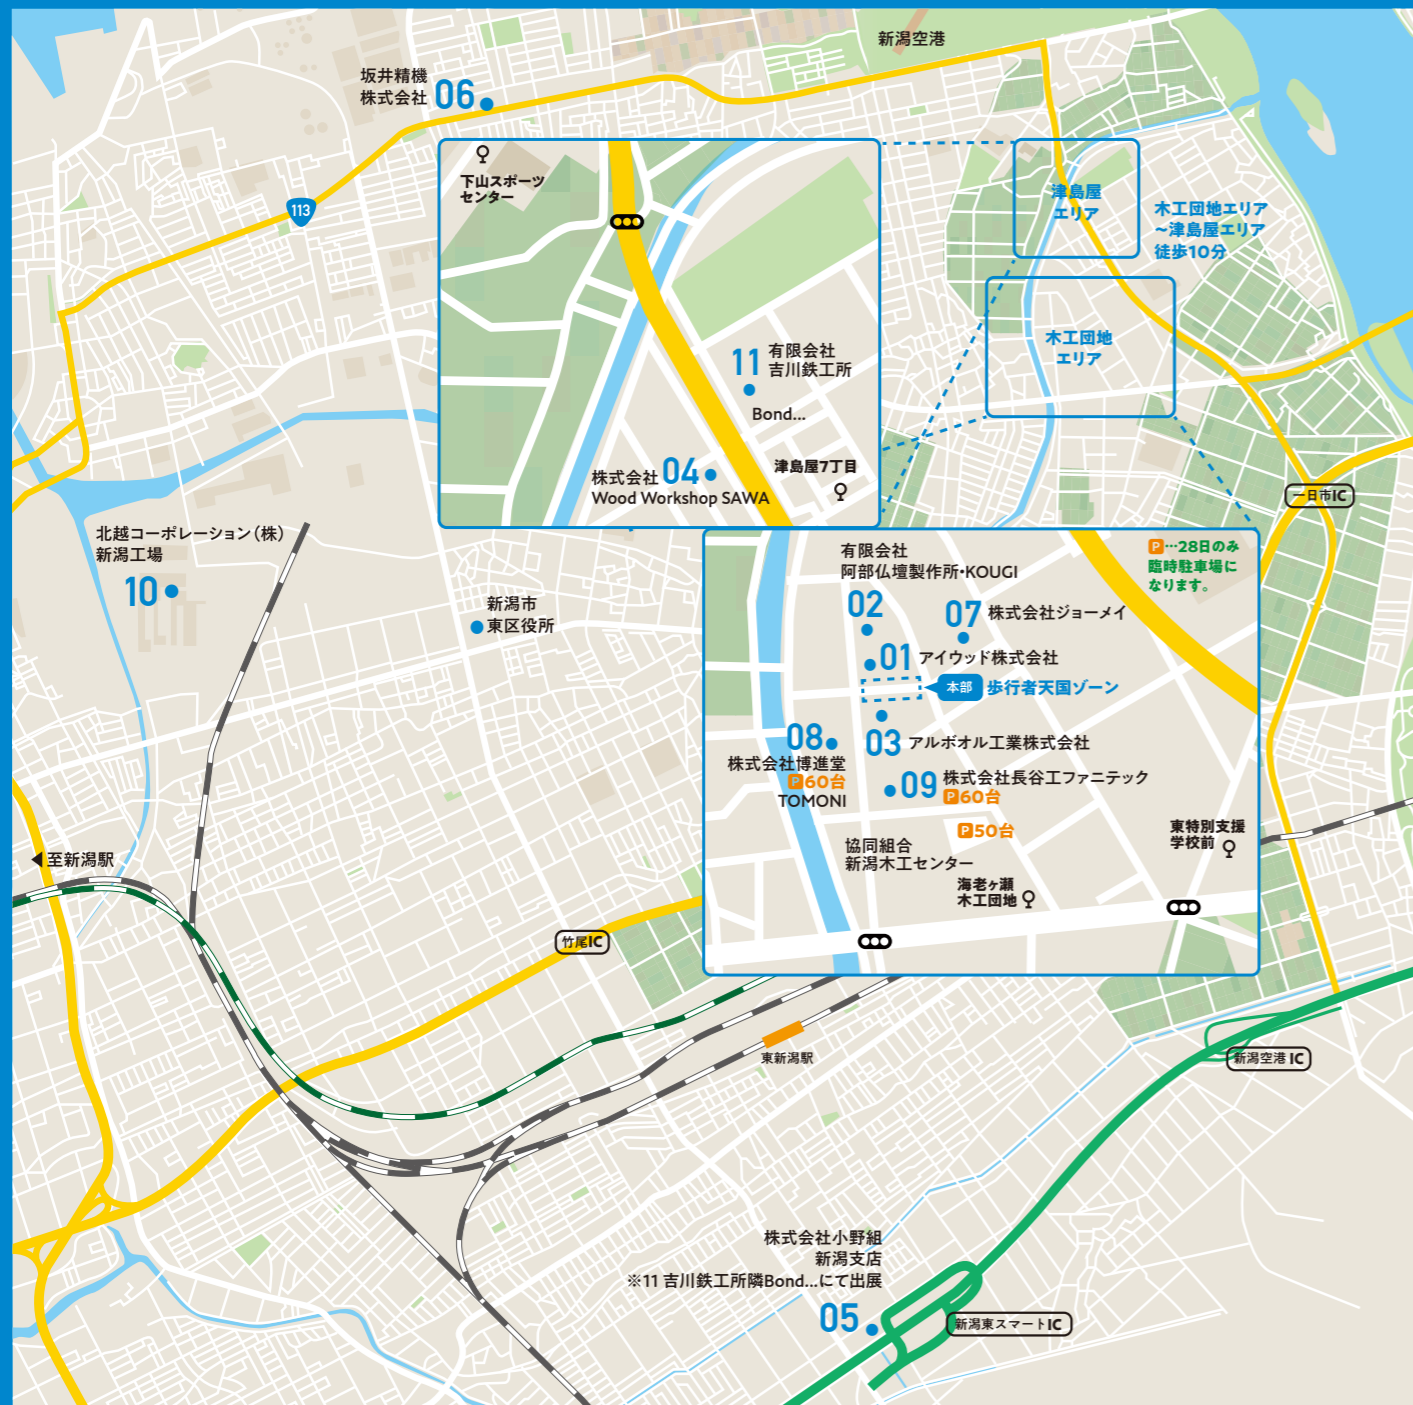 新潟空港
坂井精機
株式会社
06
113
下山スポーツ
センター
津島屋
エリア
木工団地エリア
～津島屋エリア
徒歩10分
木工団地
エリア
11
有限会社
吉川鉄工所
Bond...
株式会社
04
Wood Workshop SAWA
津島屋7丁目
一日市IC
北越コーポレーション(株)
新潟工場
10
新潟市
東区役所
P…28日のみ
臨時駐車場に
なります。
有限会社
阿部仏壇製作所・KOUGI
02
07 株式会社ジョーメイ
01 アイウッド株式会社
本部 歩行者天国ゾーン
03 アルボオル工業株式会社
08
株式会社博進堂
P60台
TOMONI
09 株式会社長谷工ファニテック
P60台
P50台
協同組合
新潟木工センター
東特別支援
学校前
海老ヶ瀬
木工団地
至新潟駅
竹尾IC
東新潟駅
新潟空港 IC
株式会社小野組
新潟支店
※11 吉川鉄工所隣Bond...にて出展
05
新潟東スマートIC